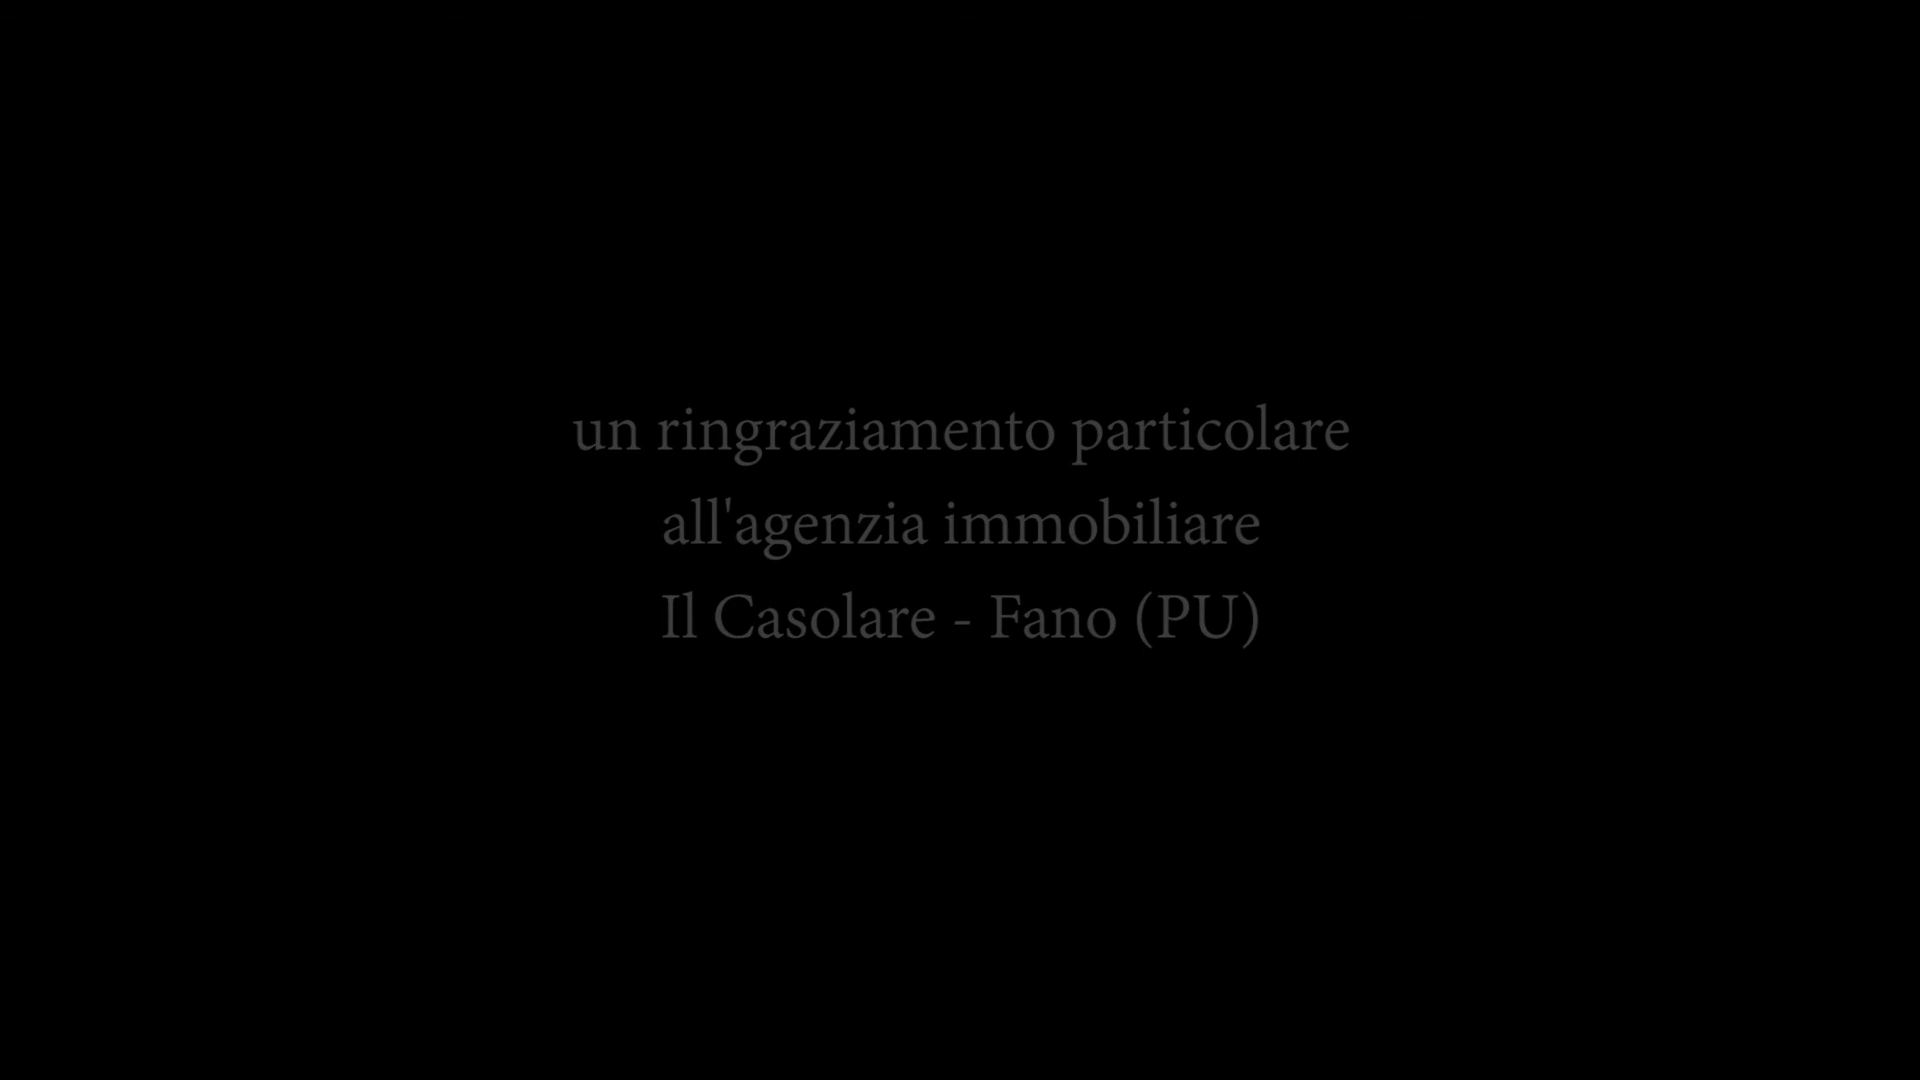 un ringraziamento particolare
all'agenzia immobiliare
Il Casolare - Fano (PU)